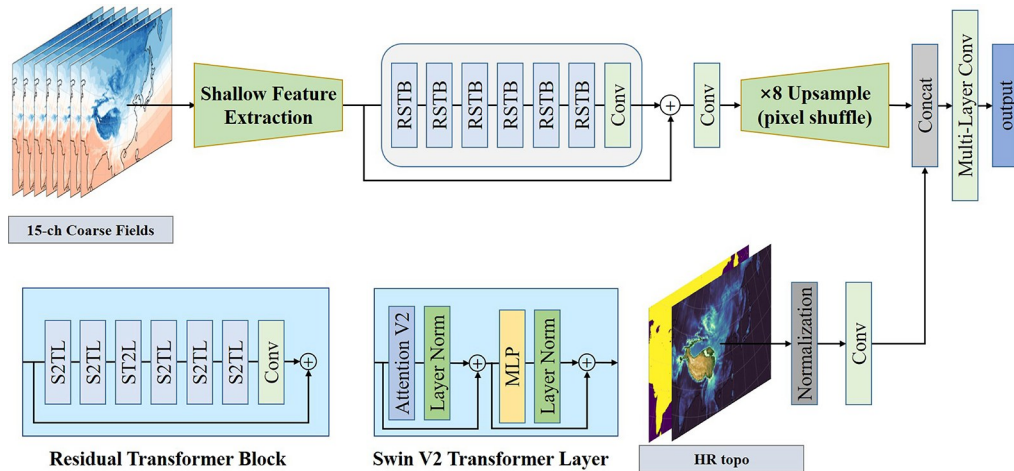 Shallow Feature
Extraction
RSTB
RSTB
RSTB
RSTB
RSTB
RSTB
Conv
Conv
×8 Upsample
(pixel shuffle)
Concat
Multi-Layer Conv
output
15-ch Coarse Fields
S2TL
S2TL
ST2L
S2TL
S2TL
S2TL
Conv
Residual Transformer Block
Attention V2
Layer Norm
MLP
Layer Norm
Swin V2 Transformer Layer
HR topo
Normalization
Conv